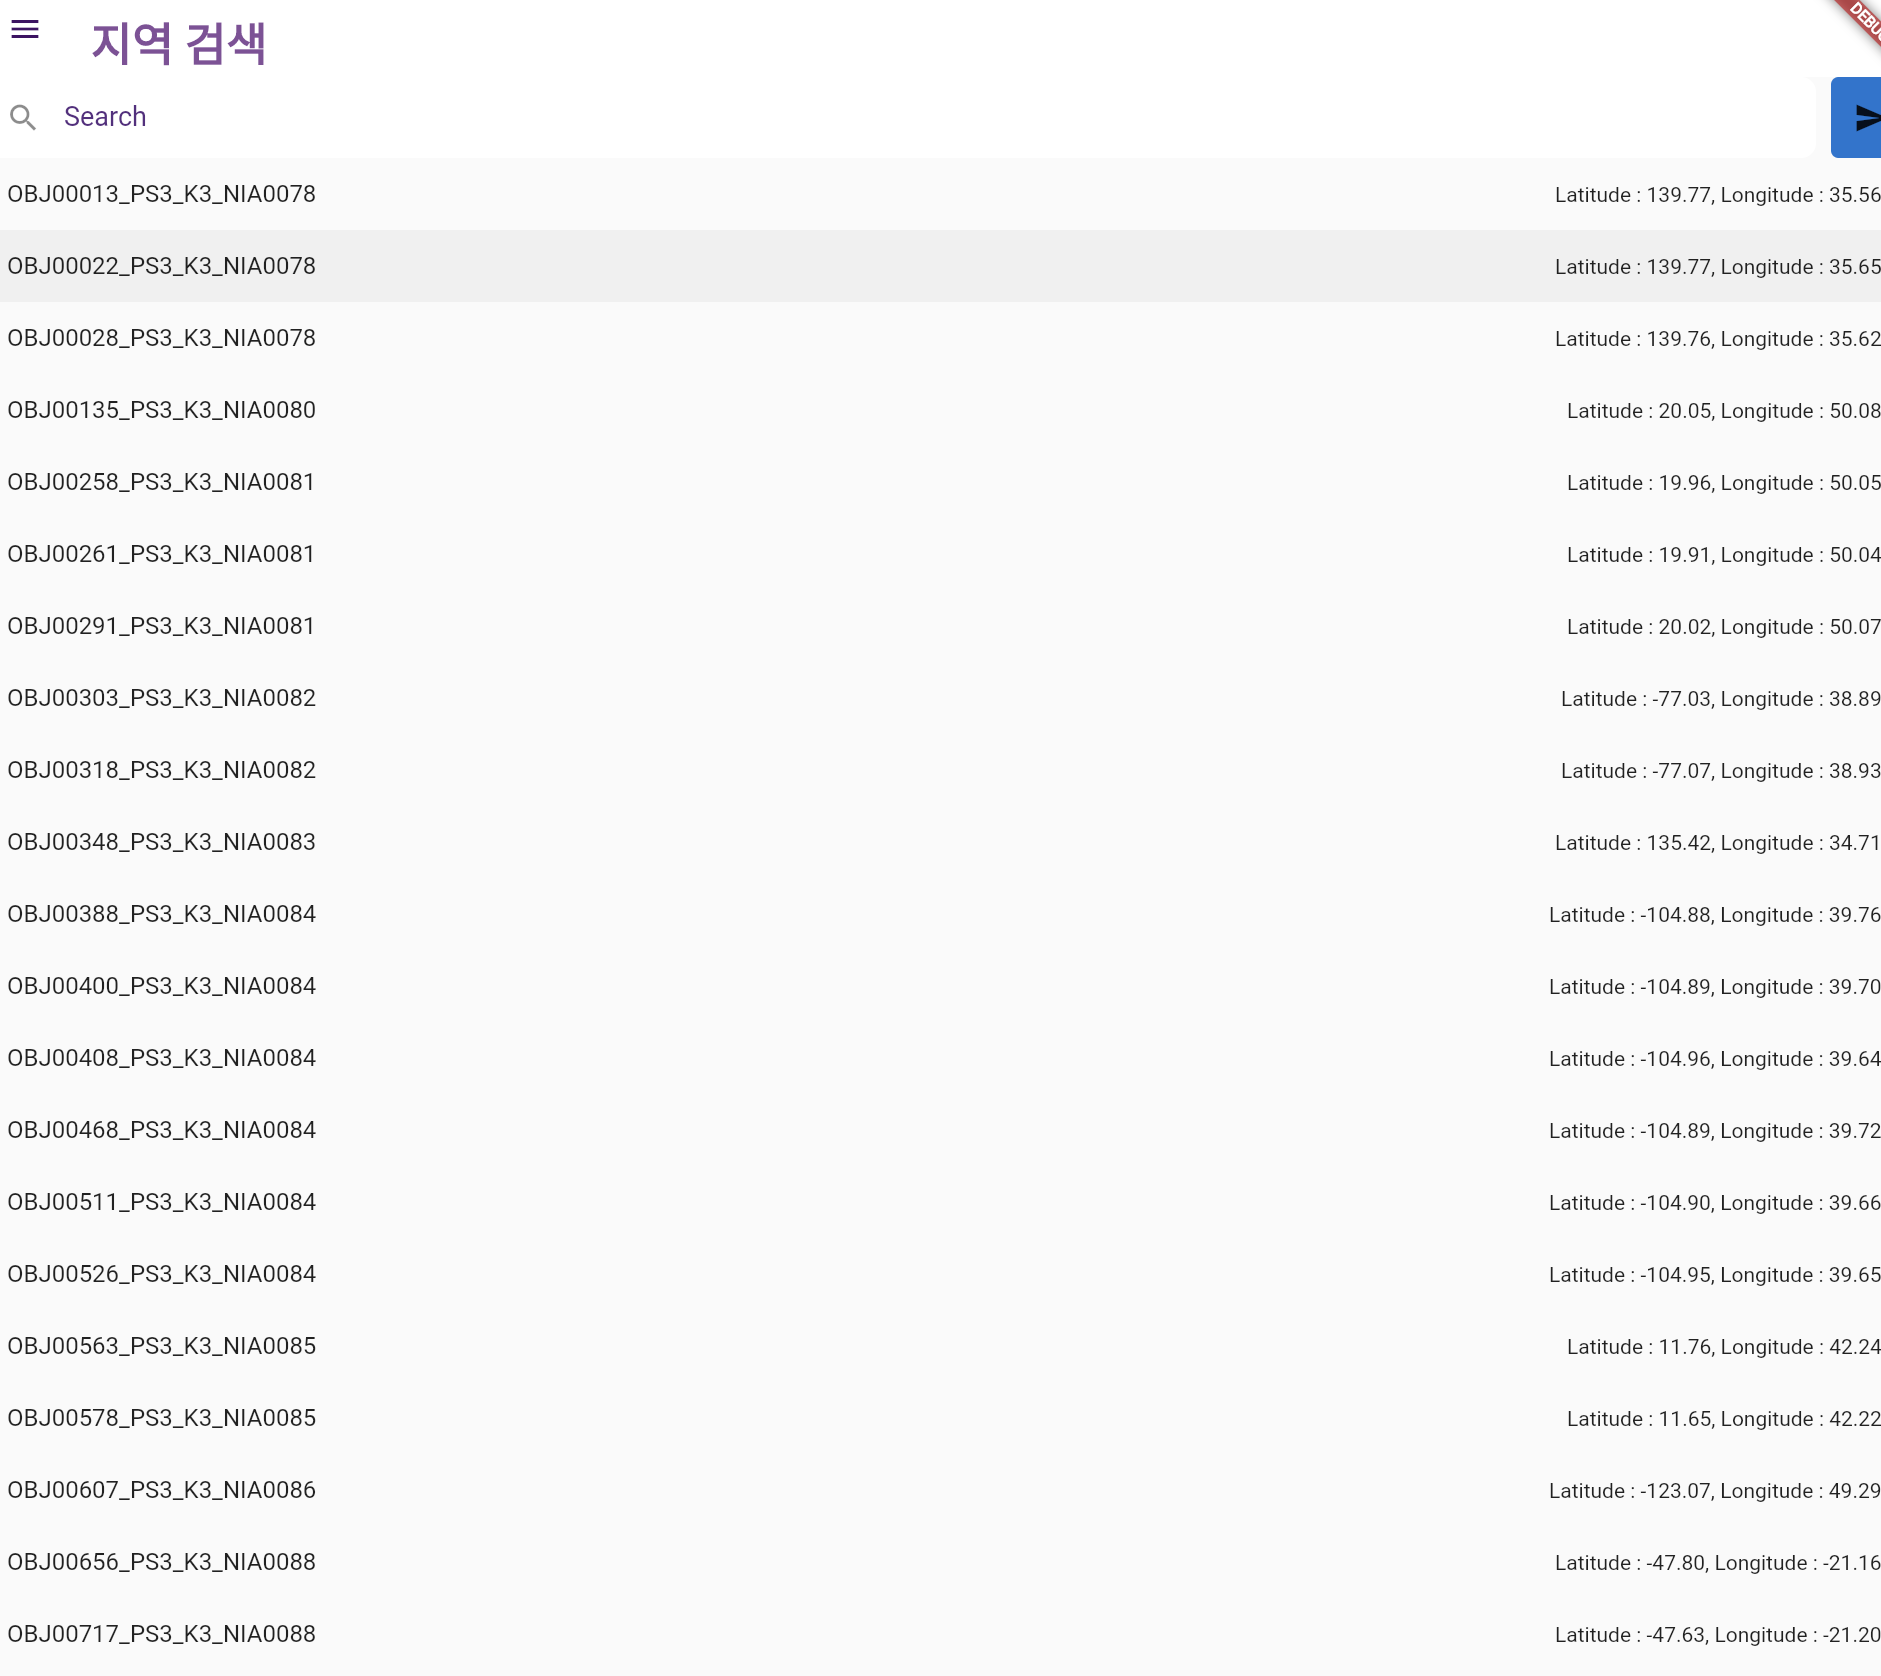 지역 검색
Search
OBJ00013_PS3_K3_NIA0078 Latitude : 139.77, Longitude : 35.56
OBJ00022_PS3_K3_NIA0078 Latitude : 139.77, Longitude : 35.65
OBJ00028_PS3_K3_NIA0078 Latitude : 139.76, Longitude : 35.62
OBJ00135_PS3_K3_NIA0080 Latitude : 20.05, Longitude : 50.08
OBJ00258_PS3_K3_NIA0081 Latitude : 19.96, Longitude : 50.05
OBJ00261_PS3_K3_NIA0081 Latitude : 19.91, Longitude : 50.04
OBJ00291_PS3_K3_NIA0081 Latitude : 20.02, Longitude : 50.07
OBJ00303_PS3_K3_NIA0082 Latitude : -77.03, Longitude : 38.89
OBJ00318_PS3_K3_NIA0082 Latitude : -77.07, Longitude : 38.93
OBJ00348_PS3_K3_NIA0083 Latitude : 135.42, Longitude : 34.71
OBJ00388_PS3_K3_NIA0084 Latitude : -104.88, Longitude : 39.76
OBJ00400_PS3_K3_NIA0084 Latitude : -104.89, Longitude : 39.70
OBJ00408_PS3_K3_NIA0084 Latitude : -104.96, Longitude : 39.64
OBJ00468_PS3_K3_NIA0084 Latitude : -104.89, Longitude : 39.72
OBJ00511_PS3_K3_NIA0084 Latitude : -104.90, Longitude : 39.66
OBJ00526_PS3_K3_NIA0084 Latitude : -104.95, Longitude : 39.65
OBJ00563_PS3_K3_NIA0085 Latitude : 11.76, Longitude : 42.24
OBJ00578_PS3_K3_NIA0085 Latitude : 11.65, Longitude : 42.22
OBJ00607_PS3_K3_NIA0086 Latitude : -123.07, Longitude : 49.29
OBJ00656_PS3_K3_NIA0088 Latitude : -47.80, Longitude : -21.16
OBJ00717_PS3_K3_NIA0088 Latitude : -47.63, Longitude : -21.20